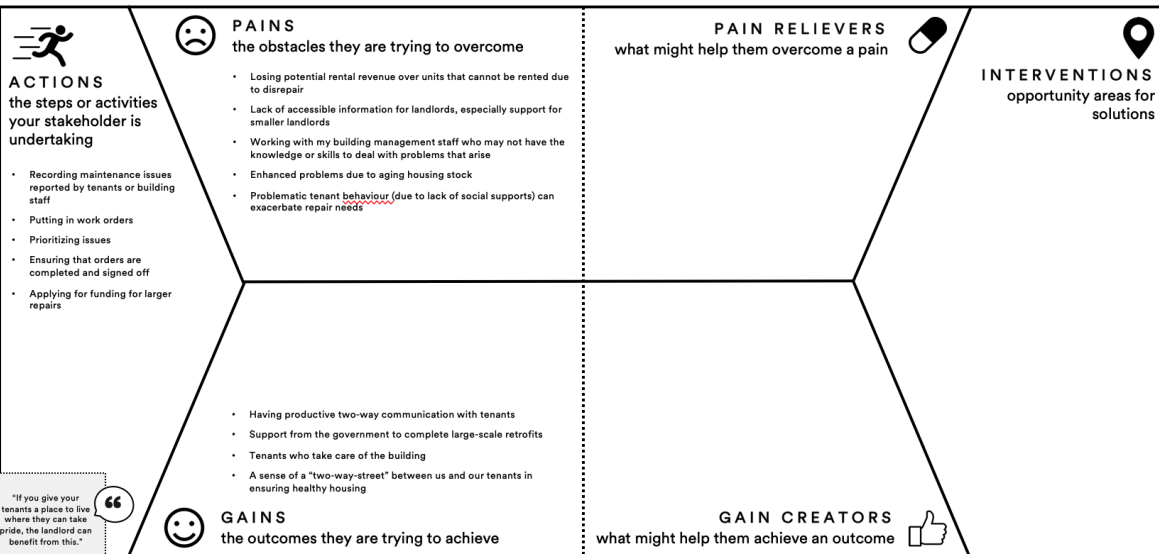 ACTIONS
the steps or activities
your stakeholder is
undertaking
• Recording maintenance issues
reported by tenants or building
staff
• Putting in work orders
• Prioritizing issues
• Ensuring that orders are
completed and signed off
• Applying for funding for larger
repairs
"If you give your
tenants a place to live
where they can take
pride, the landlord can
benefit from this."
PAINS
the obstacles they are trying to overcome
• Losing potential rental revenue over units that cannot be rented due
to disrepair
• Lack of accessible information for landlords, especially support for
smaller landlords
• Working with my building management staff who may not have the
knowledge or skills to deal with problems that arise
• Enhanced problems due to aging housing stock
• Problematic tenant behaviour (due to lack of social supports) can
exacerbate repair needs
• Having productive two-way communication with tenants
• Support from the government to complete large-scale retrofits
• Tenants who take care of the building
• A sense of a "two-way-street" between us and our tenants in
ensuring healthy housing
GAINS
the outcomes they are trying to achieve
PAIN RELIEVERS
what might help them overcome a pain
GAIN CREATORS
what might help them achieve an outcome
INTERVENTIONS
opportunity areas for
solutions